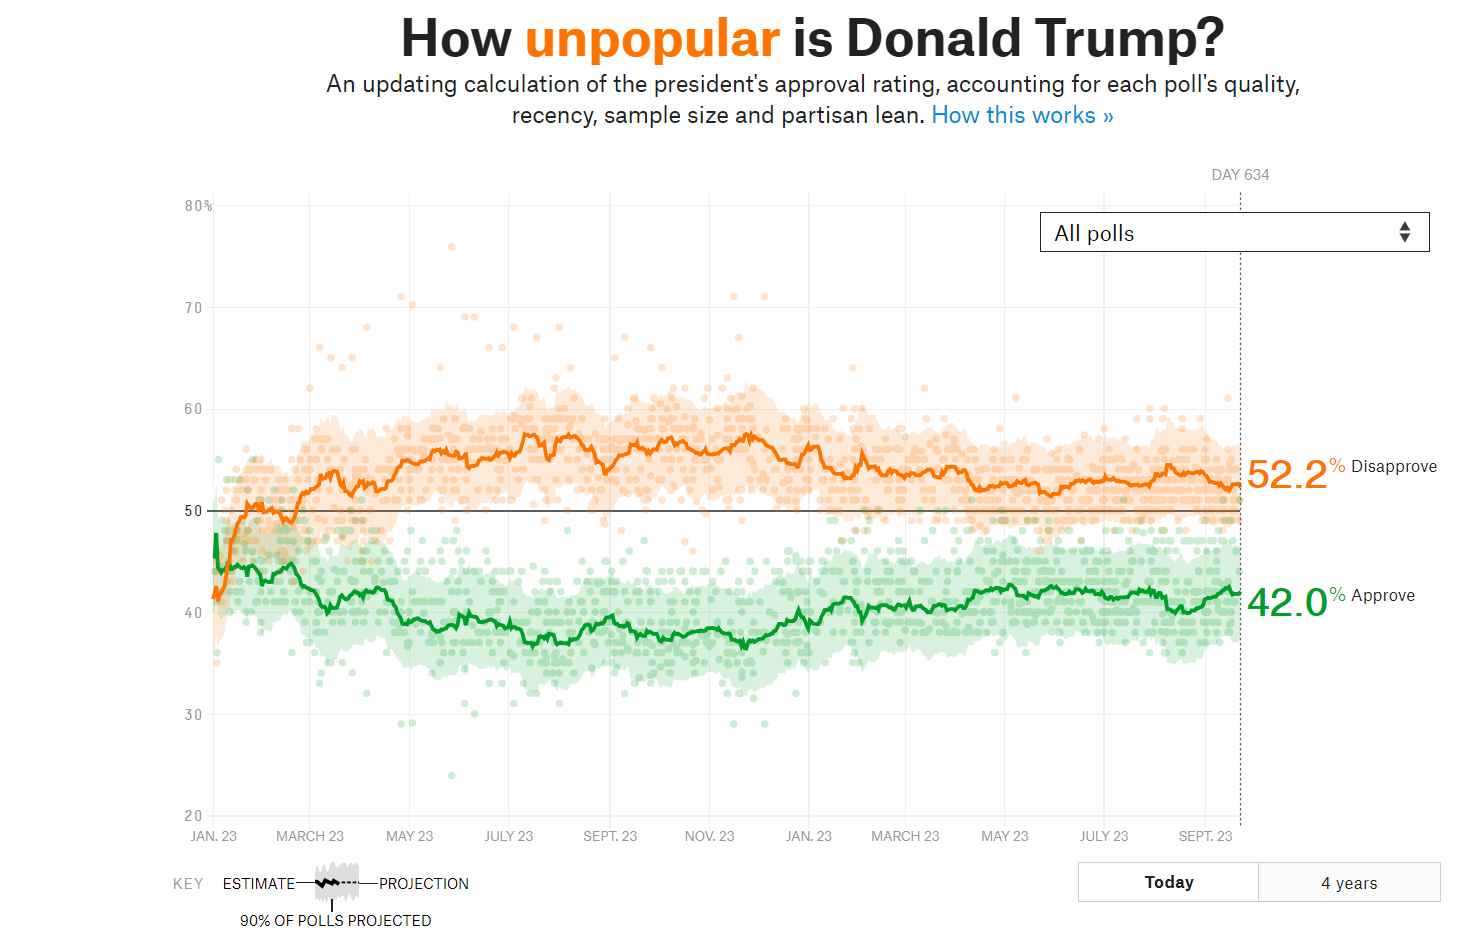 How unpopular is Donald Trump?
An updating calculation of the president's approval rating, accounting for each poll's quality,
recency, sample size and partisan lean. How this works »
DAY 634
80%
All polls
70
60
52.2% Disapprove
50
42.0% Approve
40
30
20
JAN. 23 MARCH 23 MAY 23 JULY 23 SEPT. 23 NOV. 23 JAN. 23 MARCH 23 MAY 23 JULY 23 SEPT. 23
KEY ESTIMATE PROJECTION
Today 4 years
90% OF POLLS PROJECTED